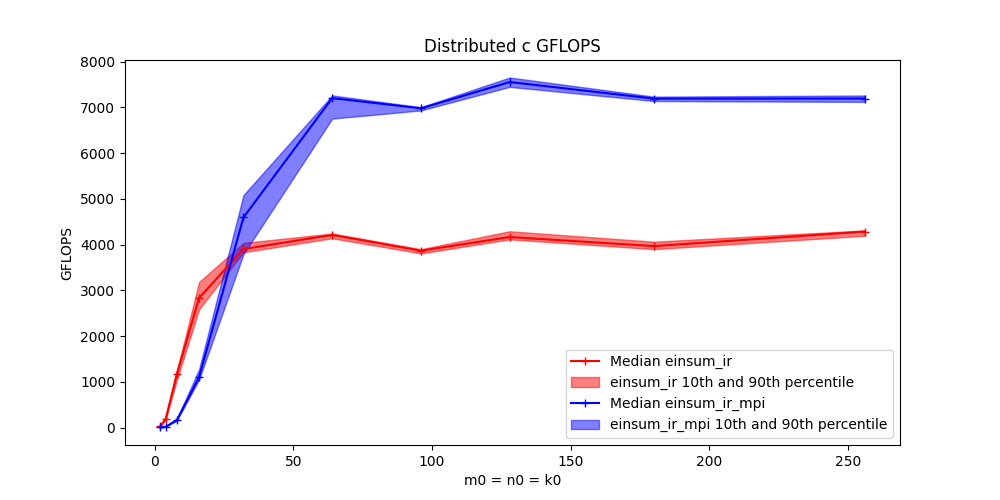 Distributed c GFLOPS
GFLOPS
8000
7000
6000
5000
4000
3000
2000
1000
0
0
50
100
150
200
250
m0 = n0 = k0
Median einsum_ir
einsum_ir 10th and 90th percentile
Median einsum_ir_mpi
einsum_ir_mpi 10th and 90th percentile